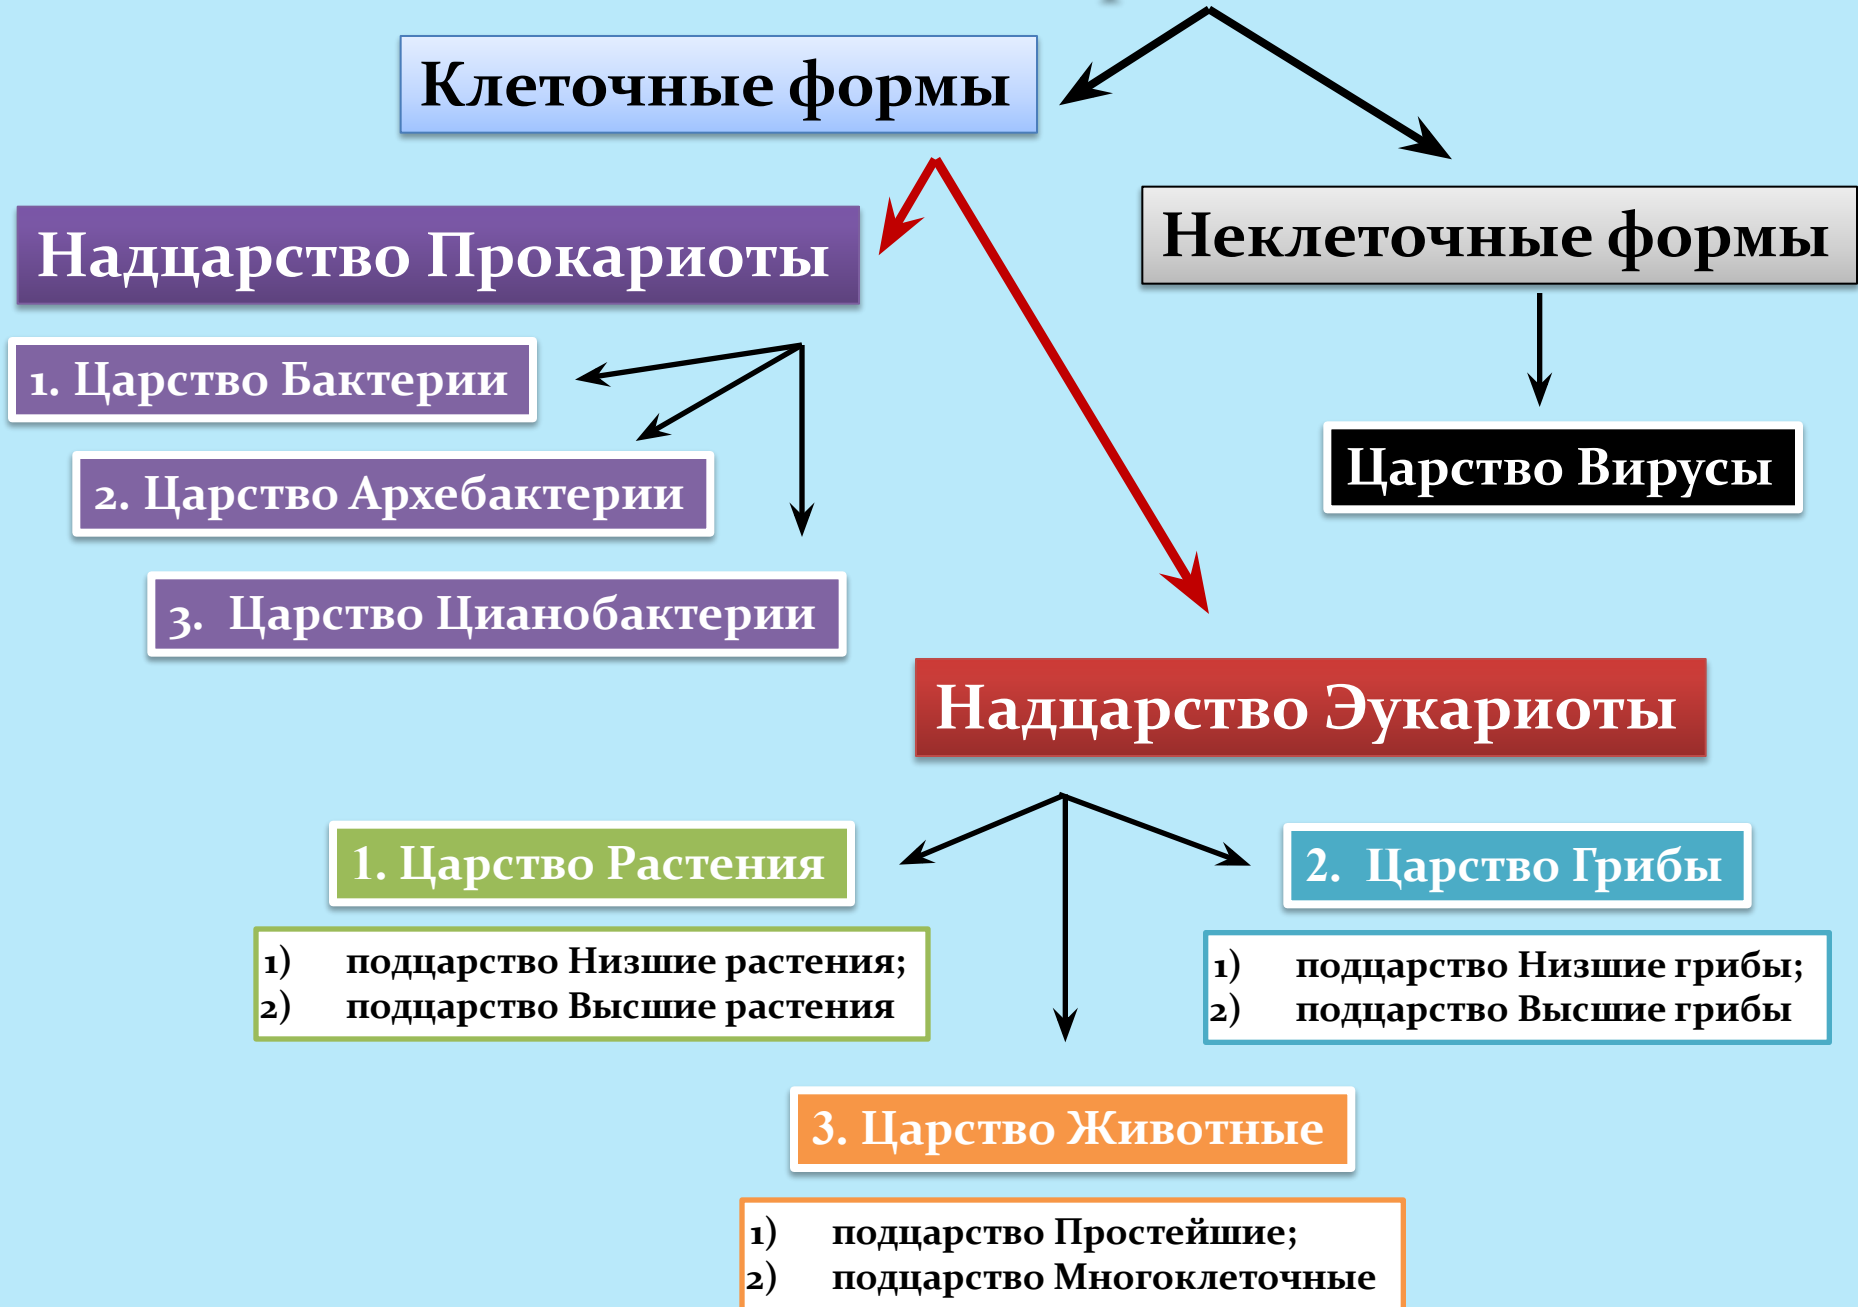 Клеточные формы
Неклеточные формы
Надцарство Прокариоты
1. Царство Бактерии
2. Царство Архебактерии
3. Царство Цианобактерии
Царство Вирусы
Надцарство Эукариоты
1. Царство Растения
1) подцарство Низшие растения;
2) подцарство Высшие растения
2. Царство Грибы
1) подцарство Низшие грибы;
2) подцарство Высшие грибы
3. Царство Животные
1) подцарство Простейшие;
2) подцарство Многоклеточные